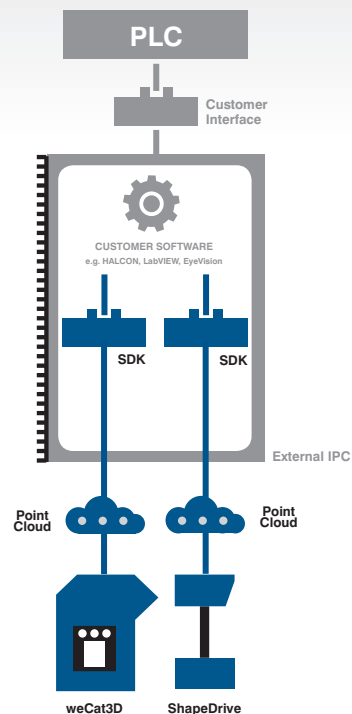 PLC
Customer
Interface
CUSTOMER SOFTWARE
e.g. HALCON, LabVIEW, EyeVision
SDK
SDK
External IPC
Point
Cloud
Point
Cloud
weCat3D
ShapeDrive